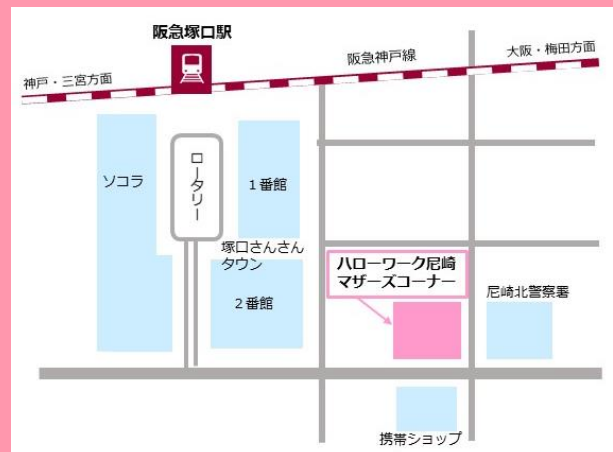 阪急塚口駅
神戸・三宮方面
阪急神戸線
大阪・梅田方面
ソコラ
ロータリー
1番館
塚口さんさん
タウン
2番館
ハローワーク尼崎
マザーズコーナー
尼崎北警察署
携帯ショップ